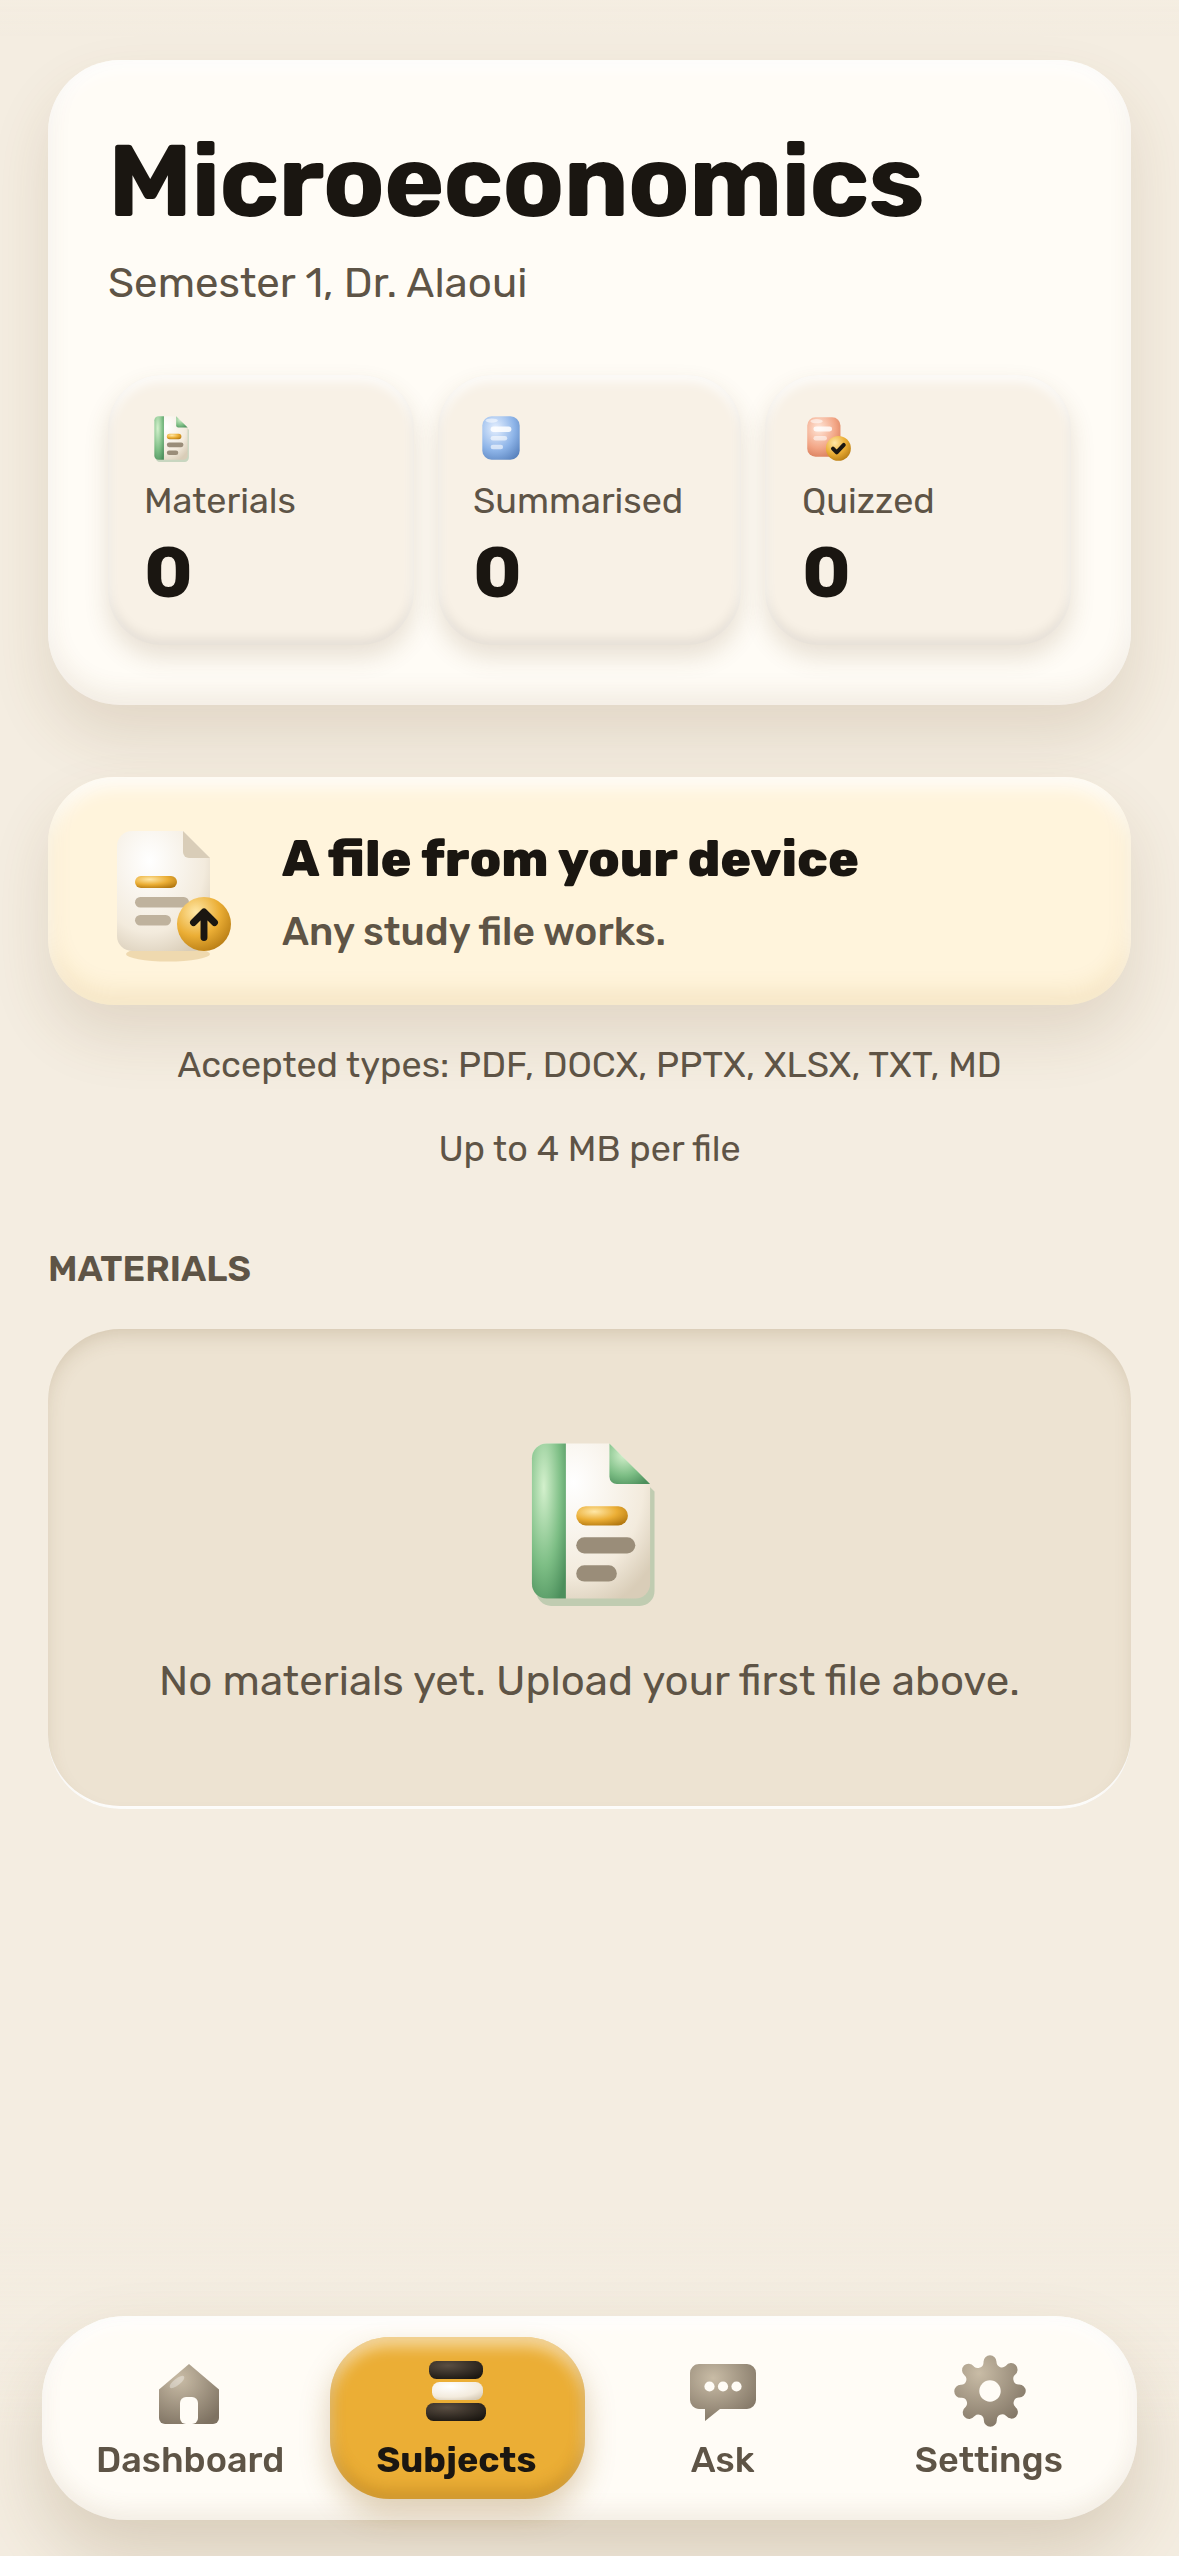 Microeconomics
Semester 1, Dr. Alaoui
Materials
0
Summarised
0
Quizzed
0
A file from your device
Any study file works.
Accepted types: PDF, DOCX, PPTX, XLSX, TXT, MD
Up to 4 MB per file
MATERIALS
No materials yet. Upload your first file above.
Dashboard
Subjects
Ask
Settings